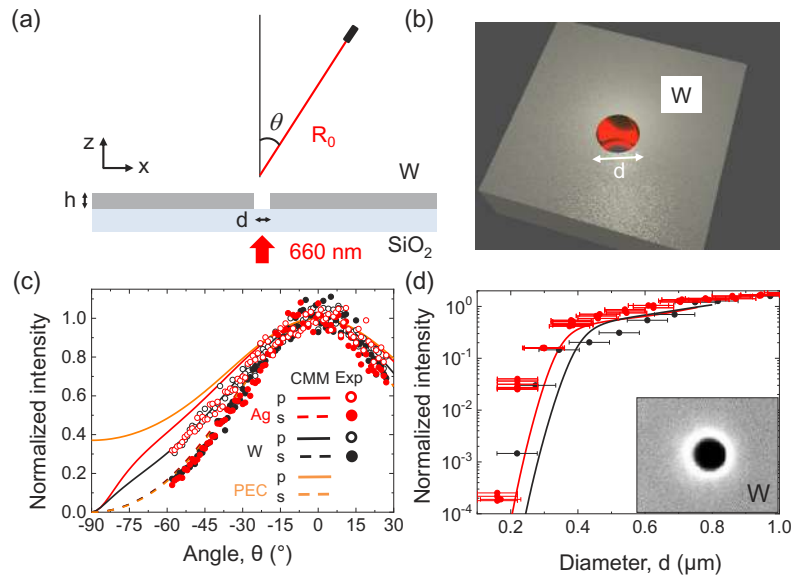 (a)
θ
R₀
z
x
W
h
d
660 nm
SiO₂
(b)
W
d
(c)
Normalized intensity
1.0
0.8
0.6
0.4
0.2
0.0
-90 -75 -60 -45 -30 -15 0 15 30
Angle, θ (°)
CMM Exp
p
Ag
s
p
W
s
p
PEC
s
(d)
Normalized intensity
10⁰
10⁻¹
10⁻²
10⁻³
10⁻⁴
0.2 0.4 0.6 0.8 1.0
Diameter, d (μm)
W